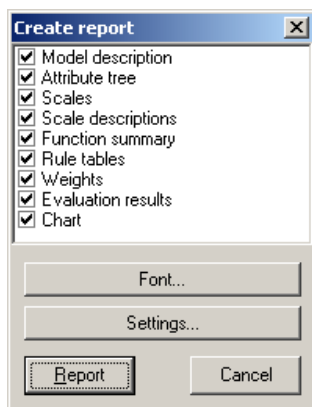 Create report
Model description
Attribute tree
Scales
Scale descriptions
Function summary
Rule tables
Weights
Evaluation results
Chart
Font...
Settings...
Report
Cancel